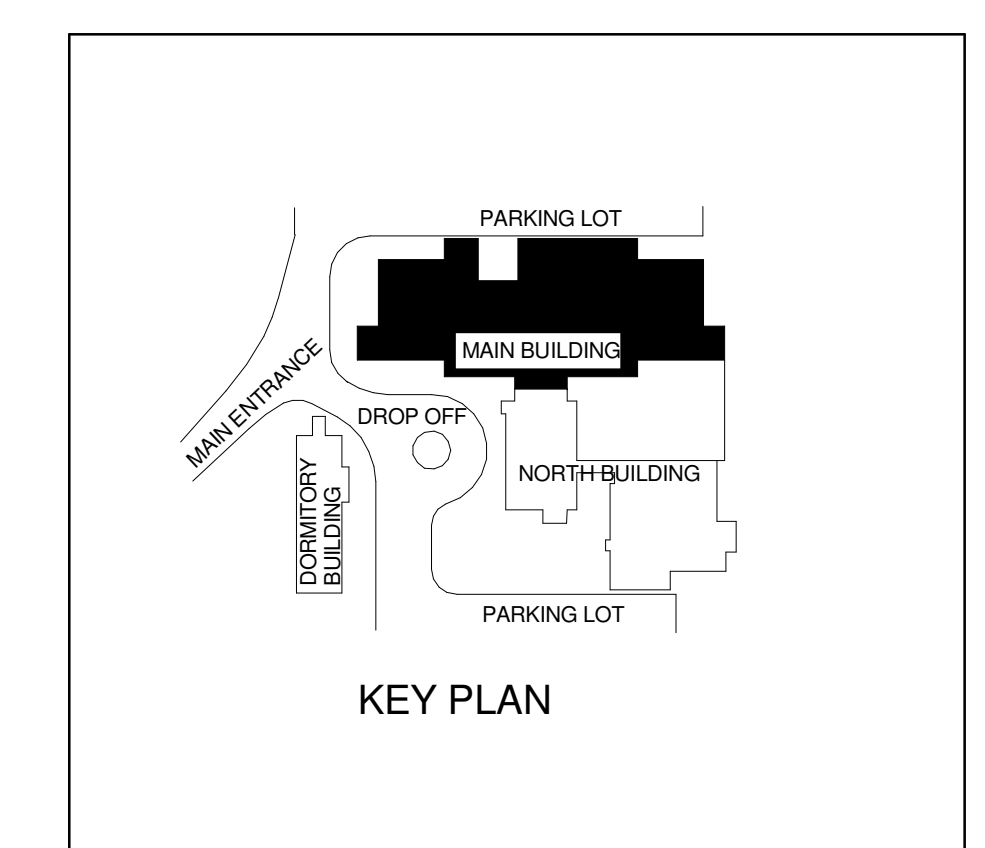 PARKING LOT
MAIN BUILDING
MAIN ENTRANCE
DROP OFF
NORTH BUILDING
DORMITORY
BUILDING
PARKING LOT
KEY PLAN